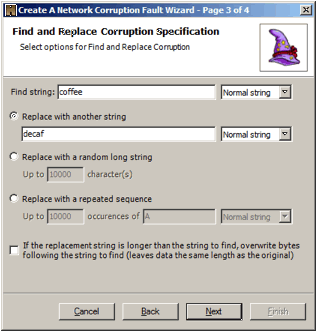 Create A Network Corruption Fault Wizard - Page 3 of 4
Find and Replace Corruption Specification
Select options for Find and Replace Corruption
Find string: coffee Normal string
Replace with another string
decaf Normal string
Replace with a random long string
Up to 10000 character(s)
Replace with a repeated sequence
Up to 10000 occurences of A Normal string
If the replacement string is longer than the string to find, overwrite bytes
following the string to find (leaves data the same length as the original)
Cancel Back Next Finish